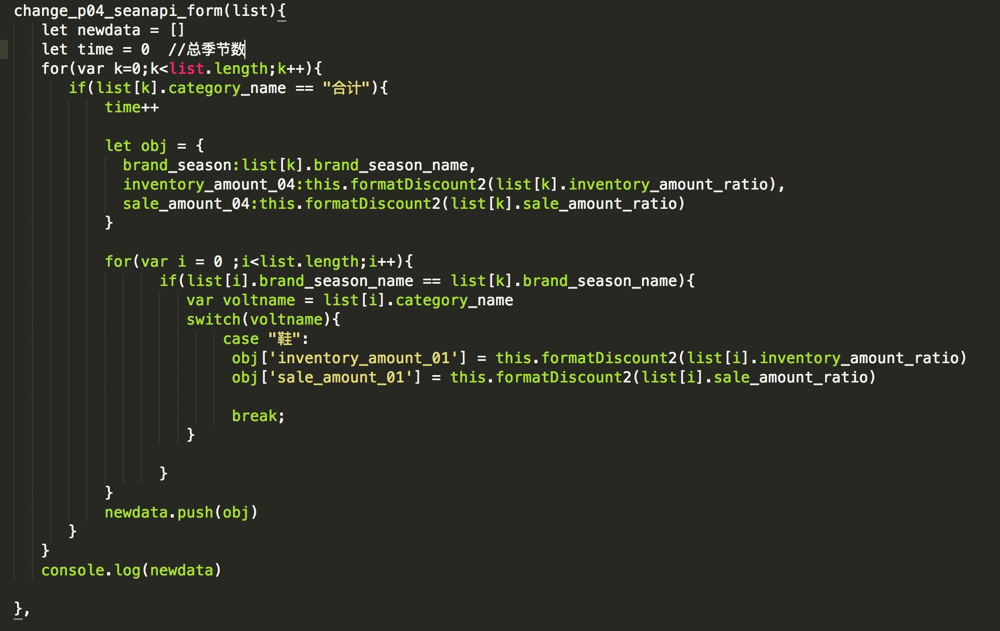 change_p04_seanapi_form(list){
let newdata = []
let time = 0  //总季节数
for(var k=0;k<list.length;k++){
if(list[k].category_name == "合计"){
time++
let obj = {
brand_season:list[k].brand_season_name,
inventory_amount_04:this.formatDiscount2(list[k].inventory_amount_ratio),
sale_amount_04:this.formatDiscount2(list[k].sale_amount_ratio)
}
for(var i = 0 ;i<list.length;i++){
if(list[i].brand_season_name == list[k].brand_season_name){
var voltname = list[i].category_name
switch(voltname){
case "鞋":
obj['inventory_amount_01'] = this.formatDiscount2(list[i].inventory_amount_ratio)
obj['sale_amount_01'] = this.formatDiscount2(list[i].sale_amount_ratio)
break;
}
}
}
newdata.push(obj)
}
}
console.log(newdata)
},